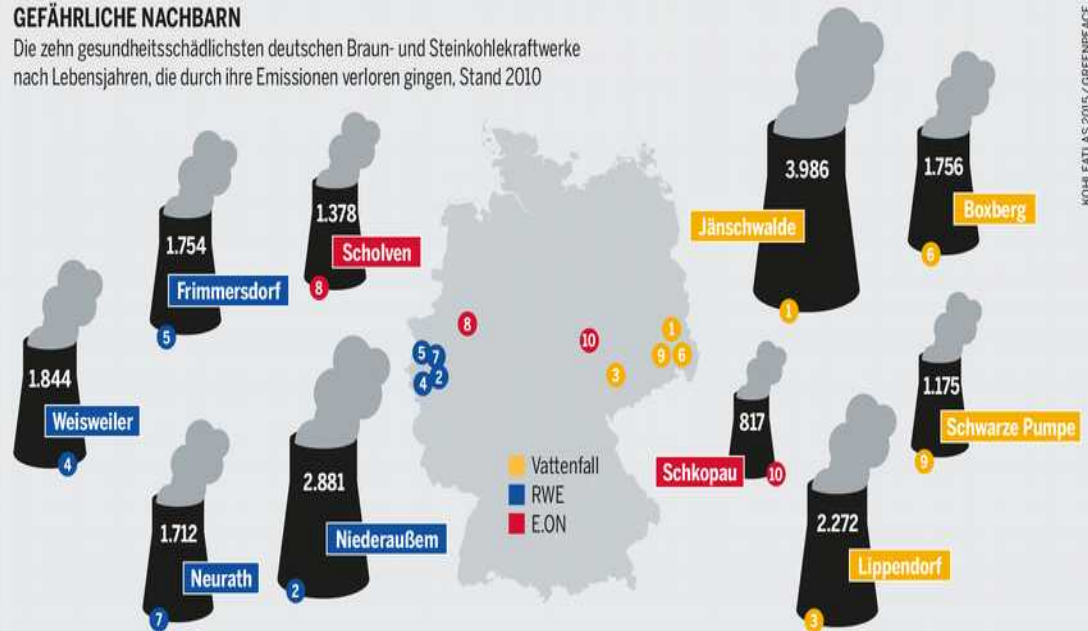 GEFÄHRLICHE NACHBARN
Die zehn gesundheitsschädlichsten deutschen Braun- und Steinkohlekraftwerke
nach Lebensjahren, die durch ihre Emissionen verloren gingen, Stand 2010
KOHLEATLAS 2015 / GREENPEACE
3.986
Jänschwalde
1
1.756
Boxberg
6
1.378
Scholven
8
1.754
Frimmersdorf
5
1.844
Weisweiler
4
2.881
Niederaußem
2
1.712
Neurath
7
8
5
7
4
2
10
1
9
6
3
Vattenfall
RWE
E.ON
817
Schkopau
10
1.175
Schwarze Pumpe
9
2.272
Lippendorf
3